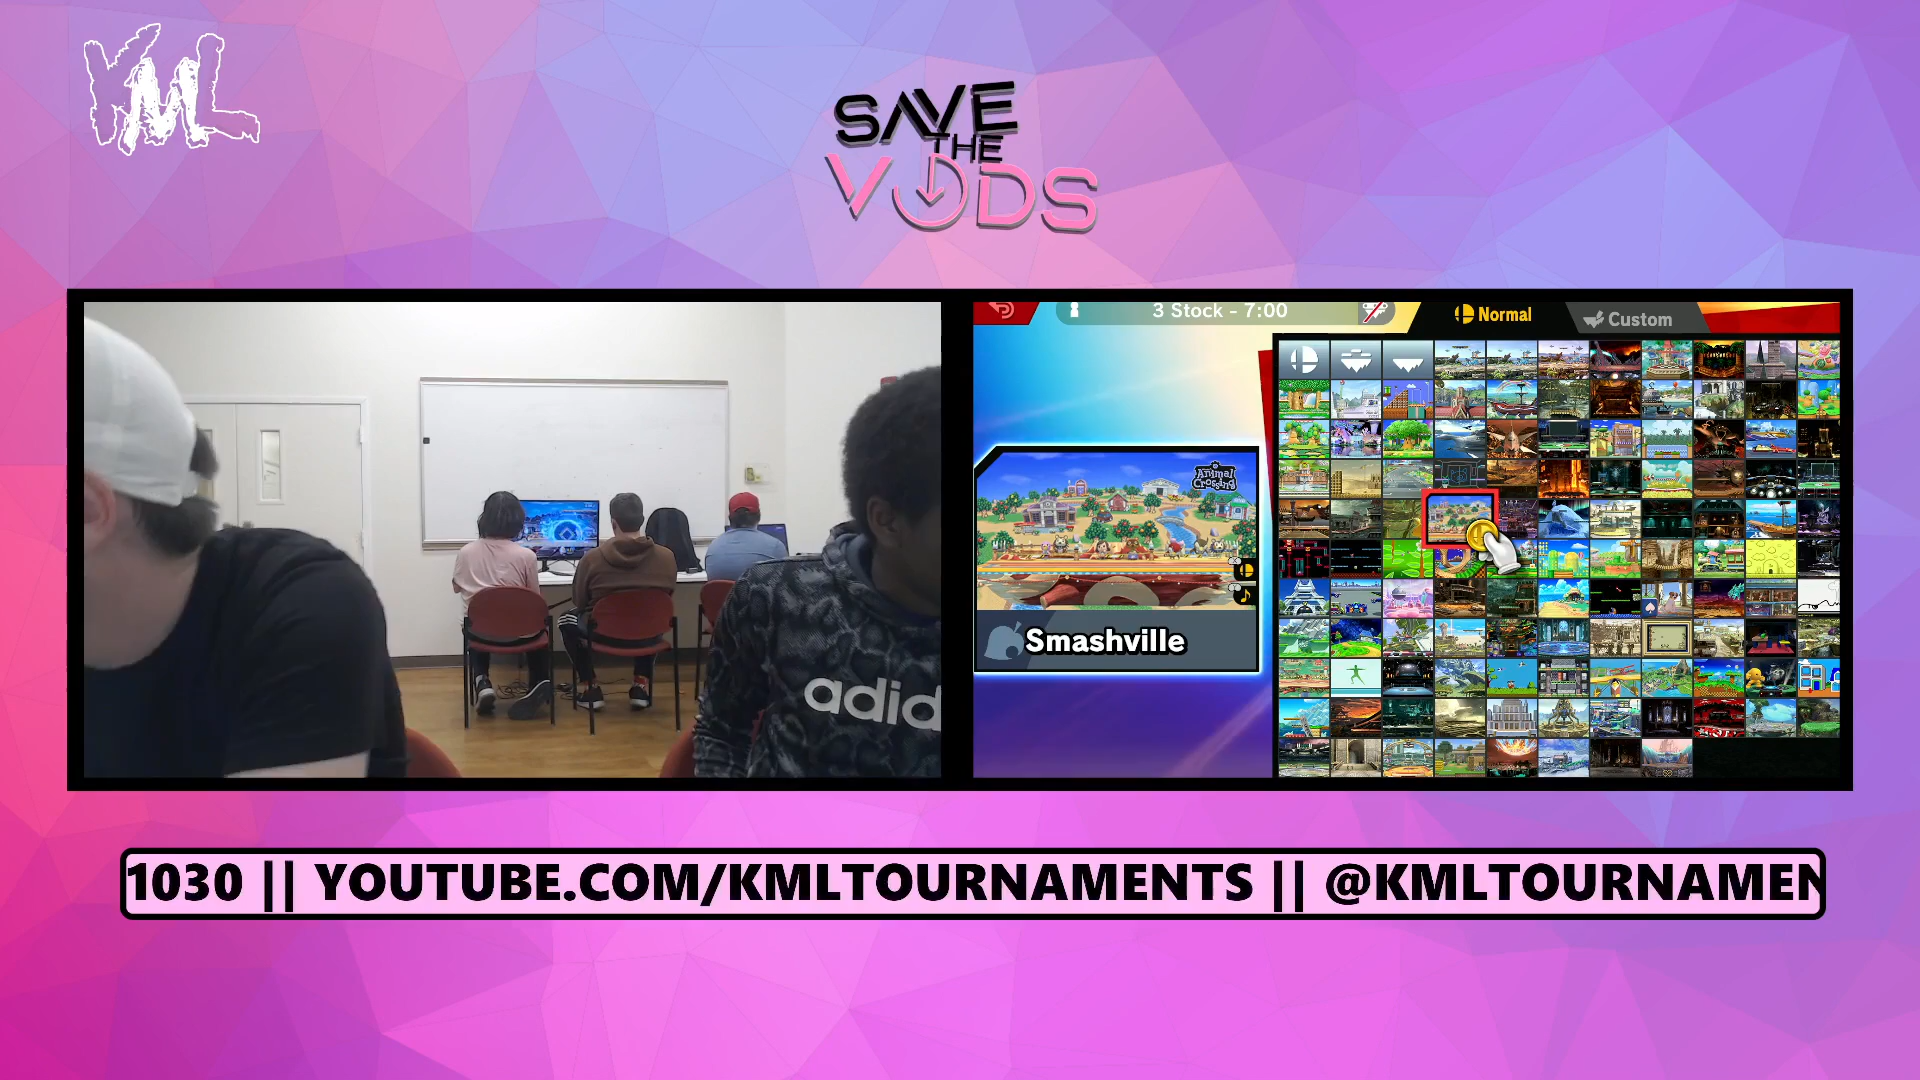 KML
SAVE
THE
VODS
3 Stock - 7:00
Normal
Custom
Animal
Crossing
Smashville
adid
1030 || YOUTUBE.COM/KMLTOURNAMENTS || @KMLTOURNAMEN